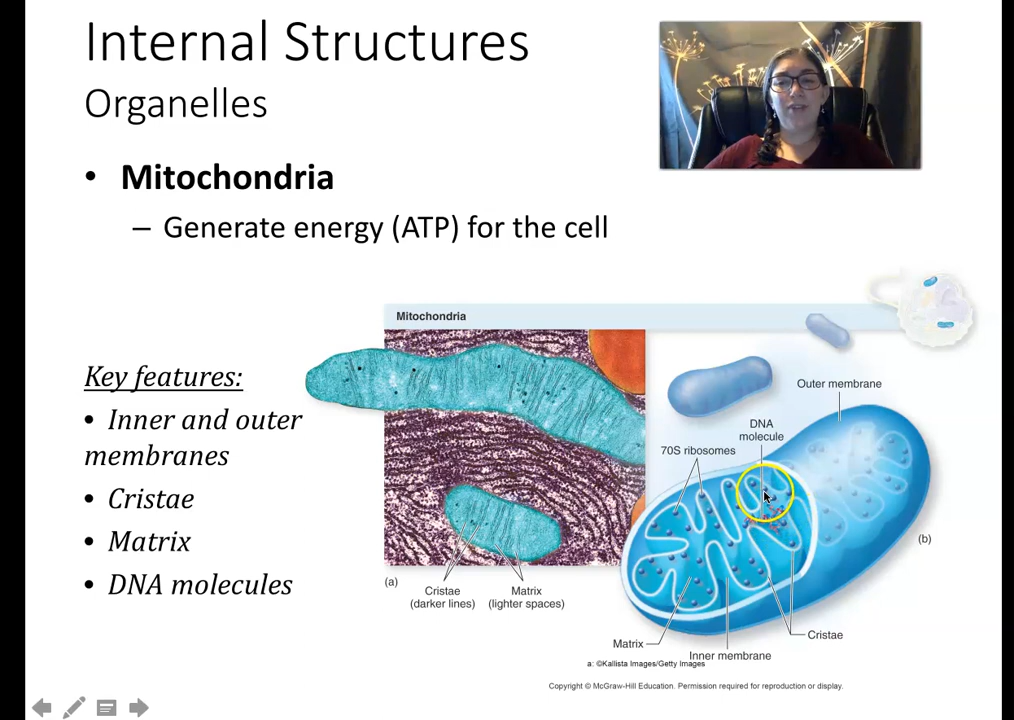 Internal Structures
Organelles
• Mitochondria
– Generate energy (ATP) for the cell
Key features:
• Inner and outer
membranes
• Cristae
• Matrix
• DNA molecules
Mitochondria
Outer membrane
DNA
molecule
70S ribosomes
(b)
(a)
Cristae
(darker lines)
Matrix
(lighter spaces)
Cristae
Matrix
Inner membrane
a: ©Kallista Images/Getty Images
Copyright © McGraw-Hill Education. Permission required for reproduction or display.